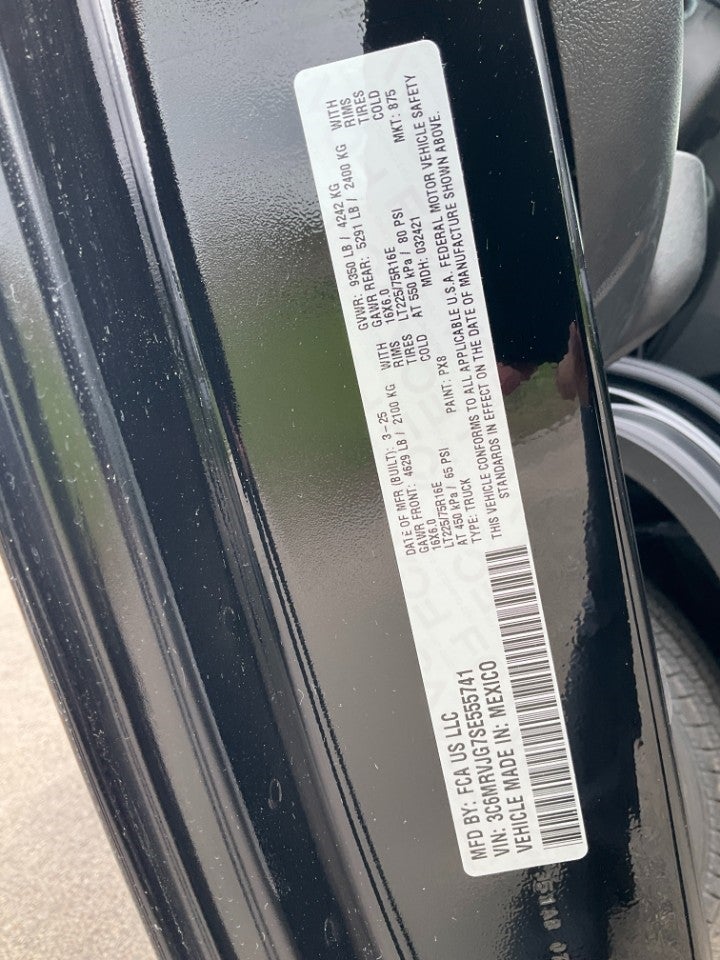 MFD BY: FCA US LLC
VIN: 3C6MRVJG7SE555741
VEHICLE MADE IN: MEXICO
DATE OF MFR (BUILT): 3-25 GVWR: 9350 LB / 4242 KG WITH
GAWR FRONT: 4629 LB / 2100 KG WITH GAWR REAR: 5291 LB / 2400 KG RIMS
16X6.0 RIMS 16X6.0 TIRES
LT225/75R16E TIRES LT225/75R16E COLD
AT 450 kPa / 65 PSI COLD AT 550 kPa / 80 PSI
TYPE: TRUCK PAINT: PX8 MDH: 032421 MKT: 875
THIS VEHICLE CONFORMS TO ALL APPLICABLE U.S.A. FEDERAL MOTOR VEHICLE SAFETY
STANDARDS IN EFFECT ON THE DATE OF MANUFACTURE SHOWN ABOVE.